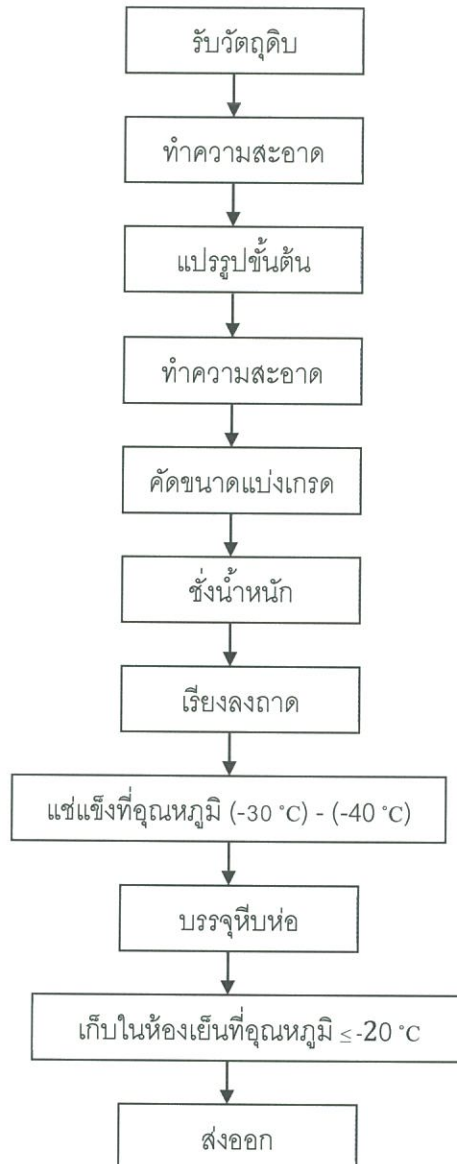 รับวัตถุดิบ
ทำความสะอาด
แปรรูปขั้นต้น
ทำความสะอาด
คัดขนาดแบ่งเกรด
ชั่งน้ำหนัก
เรียงลงถาด
แช่แข็งที่อุณหภูมิ (-30 °C) - (-40 °C)
บรรจุหีบห่อ
เก็บในห้องเย็นที่อุณหภูมิ ≤ -20 °C
ส่งออก